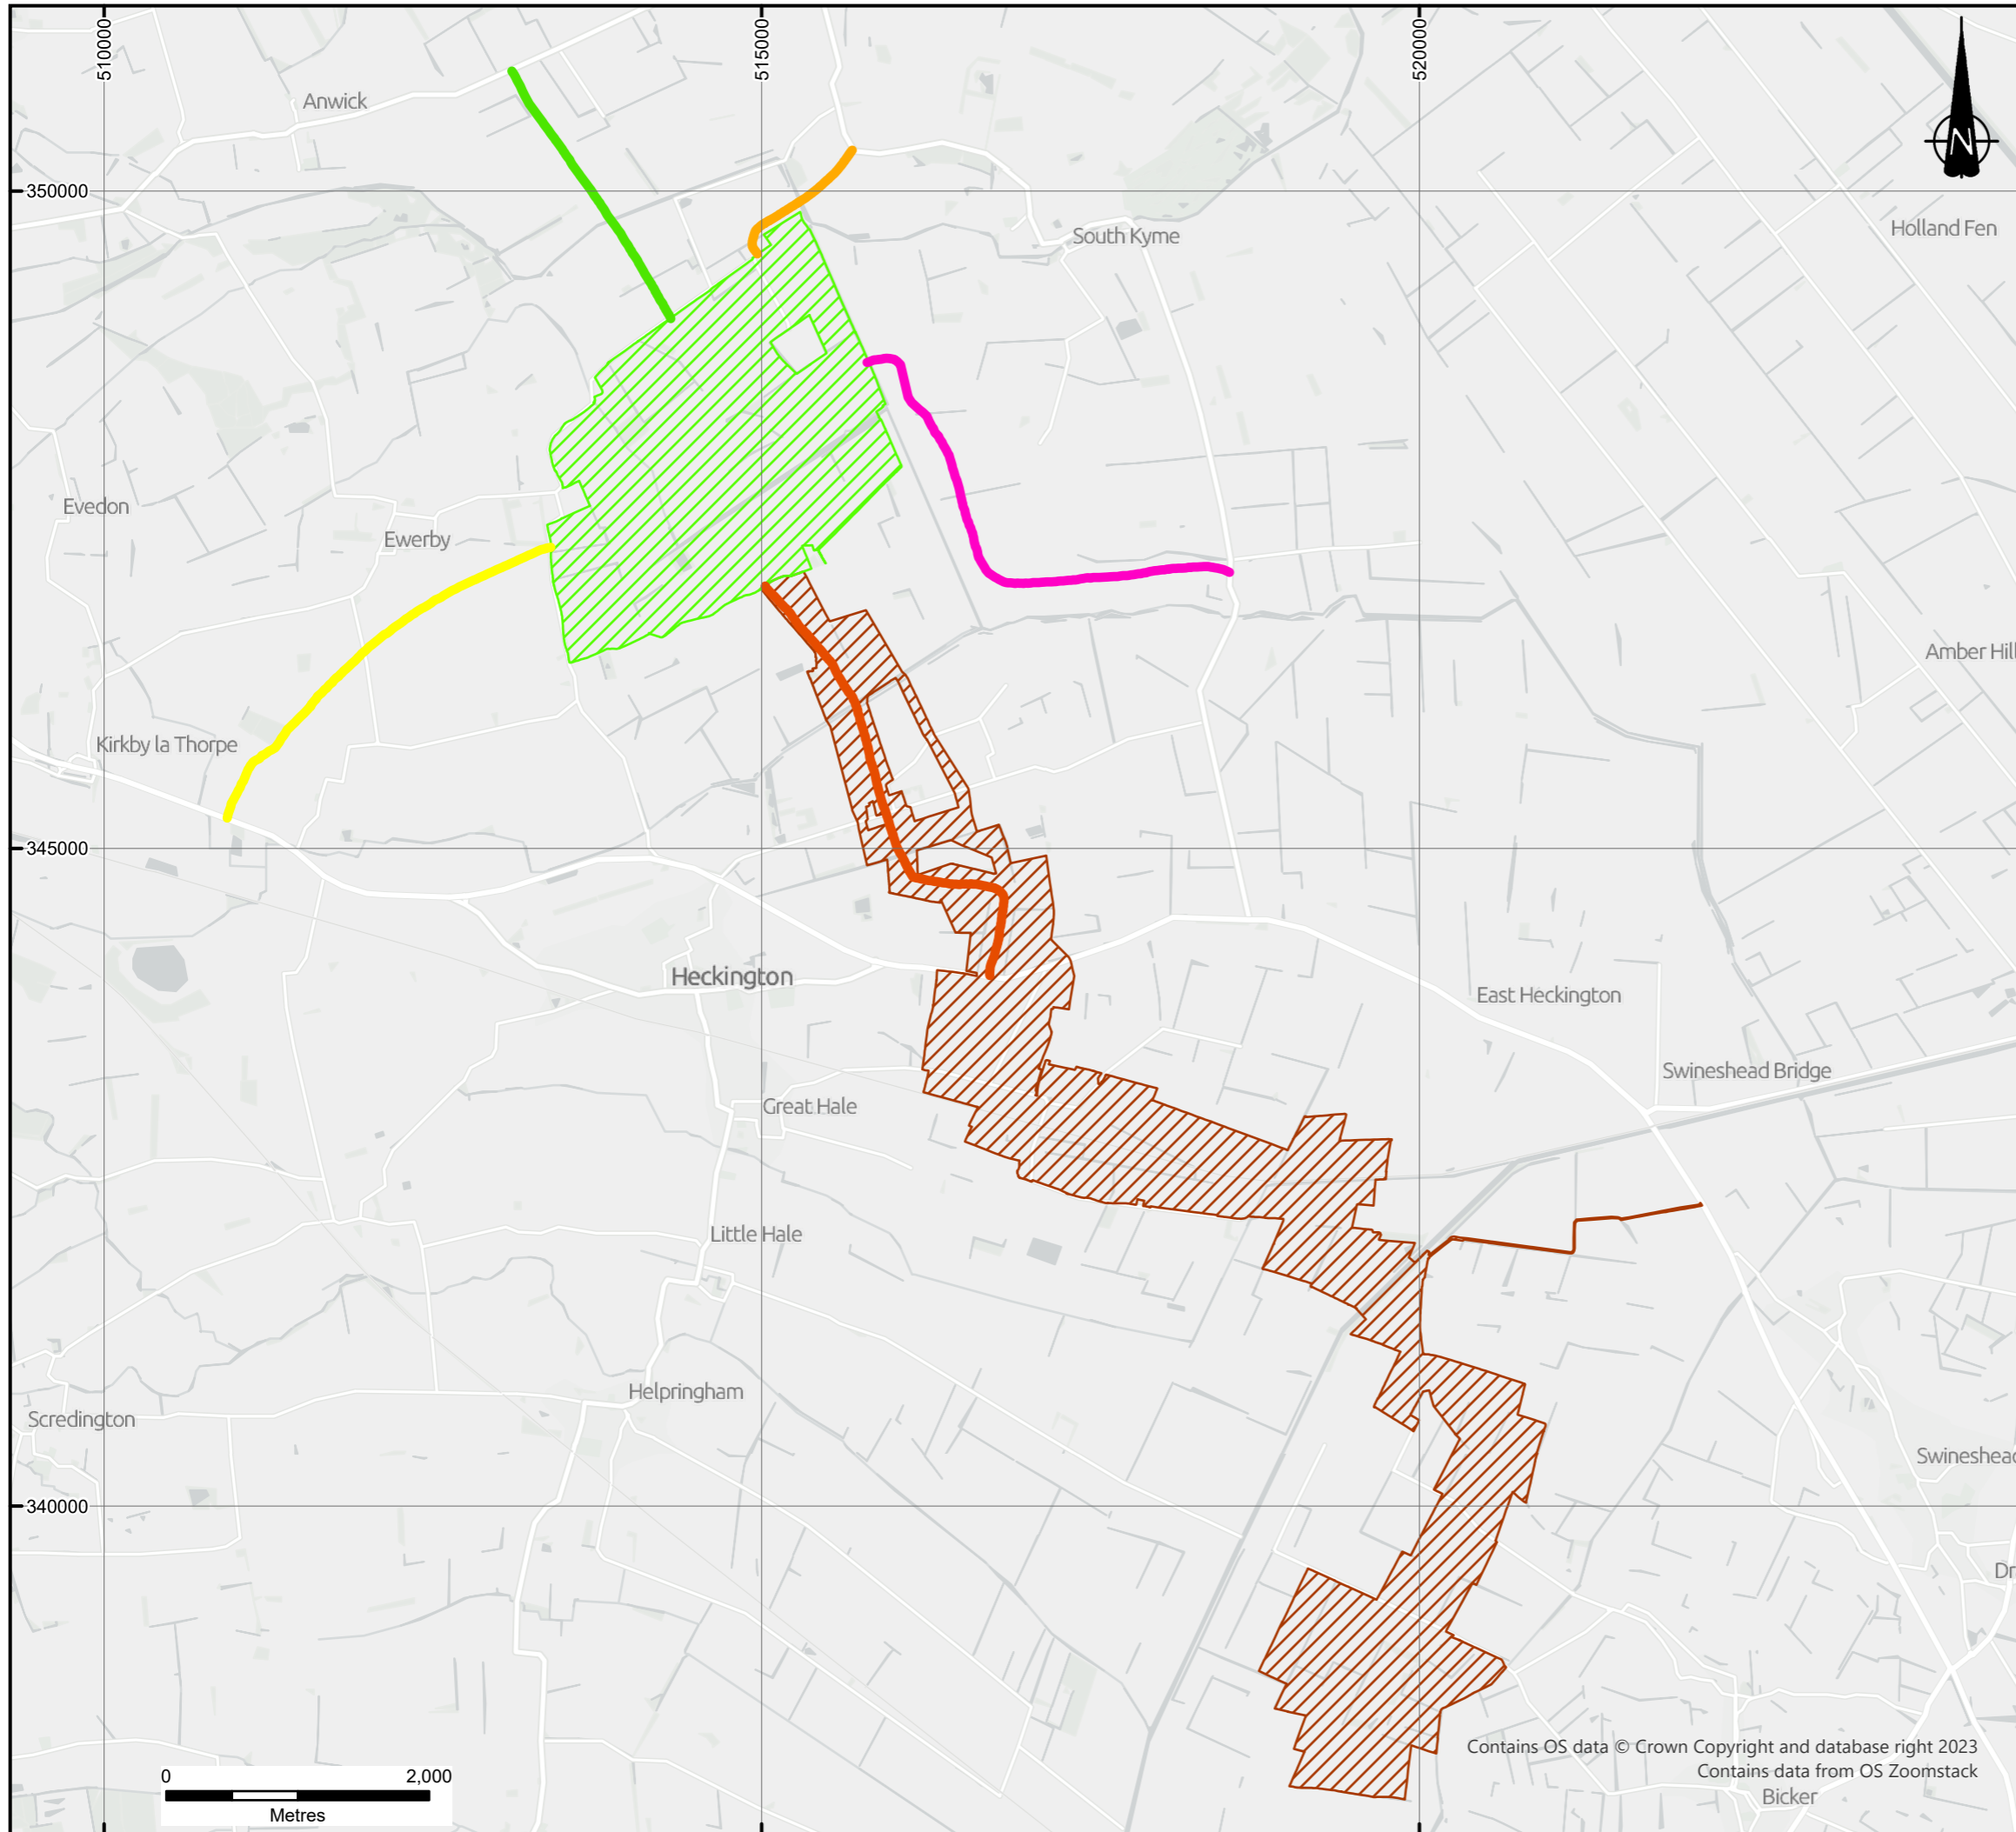 510000
515000
520000
Anwick
350000
N
South Kyme
Holland Fen
Evedon
Ewerby
Amber Hill
Kirkby la Thorpe
345000
Heckington
East Heckington
Swineshead Bridge
Great Hale
Little Hale
Helpringham
Scredington
Swineshead
340000
Dr
Contains OS data © Crown Copyright and database right 2023
Contains data from OS Zoomstack
Bicker
0 2,000
Metres